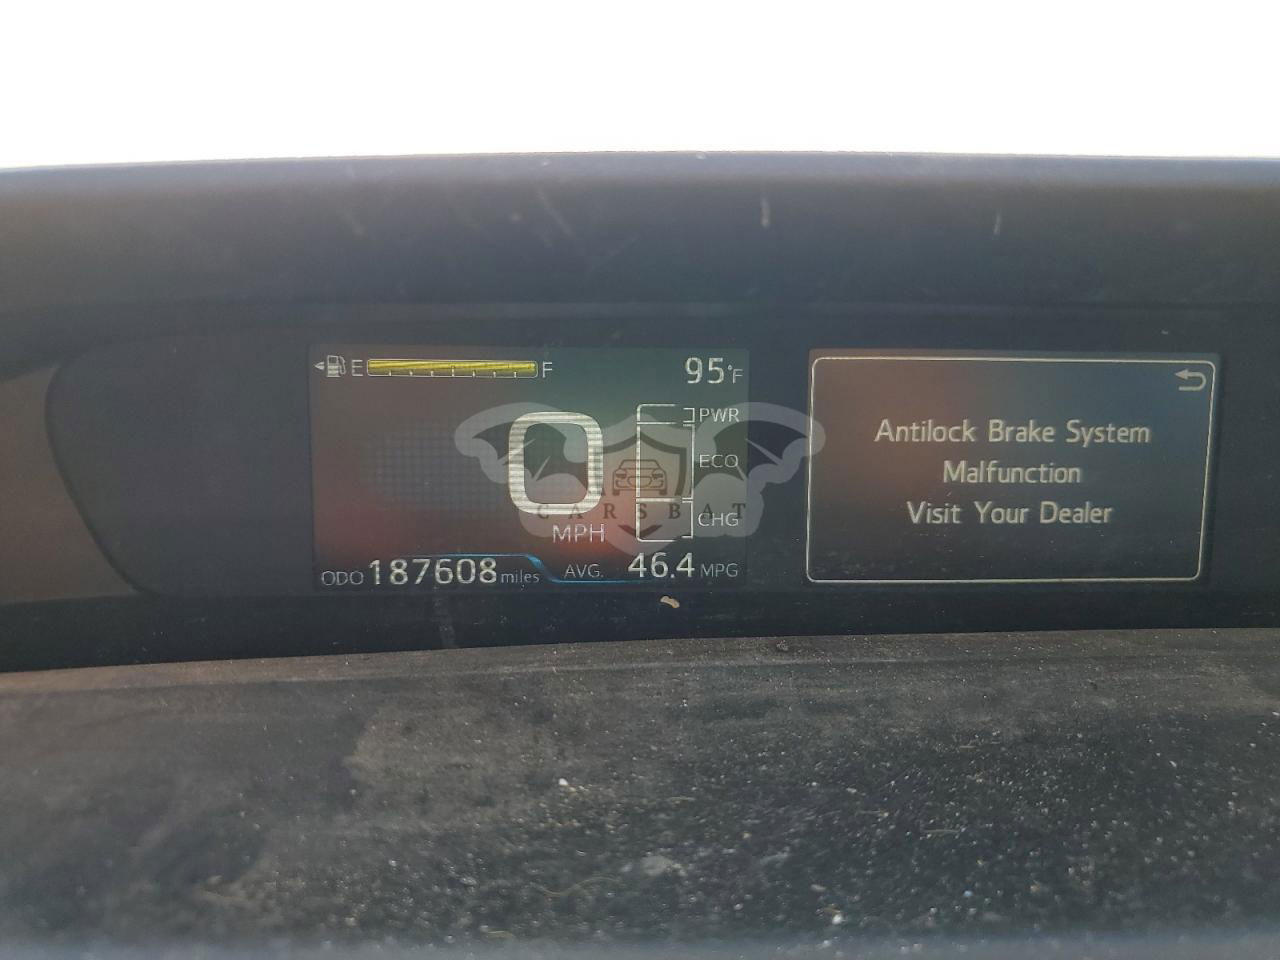 E F 95°F
PWR
ECO
0
CARSBAT
CHG
MPH
ODO 187608 miles AVG. 46.4 MPG
Antilock Brake System
Malfunction
Visit Your Dealer